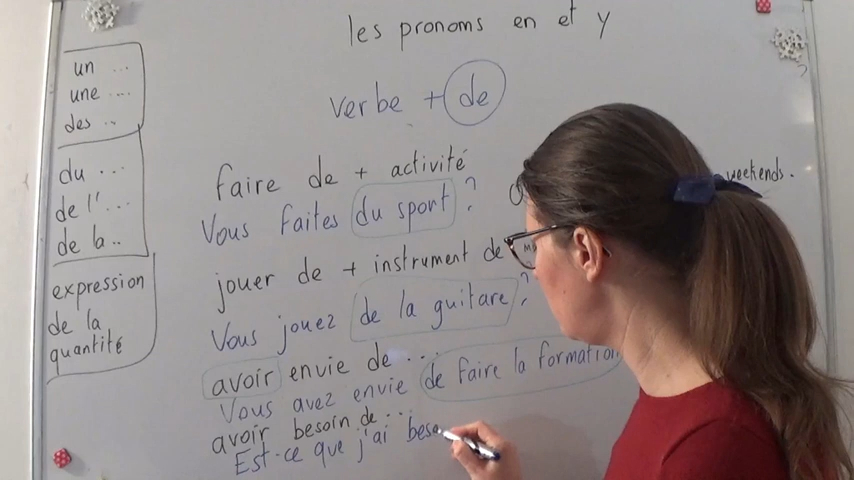 les pronoms en et y
un ...
une ...
des ..
du ...
de l'...
de la ..
expression
de la
quantité
verbe + de
faire de + activité
Vous faites du sport ?
weekends.
jouer de + instrument de
Vous jouez de la guitare ?
avoir envie de ...
Vous avez envie de faire la formation
avoir besoin de ...
Est-ce que j'ai beso